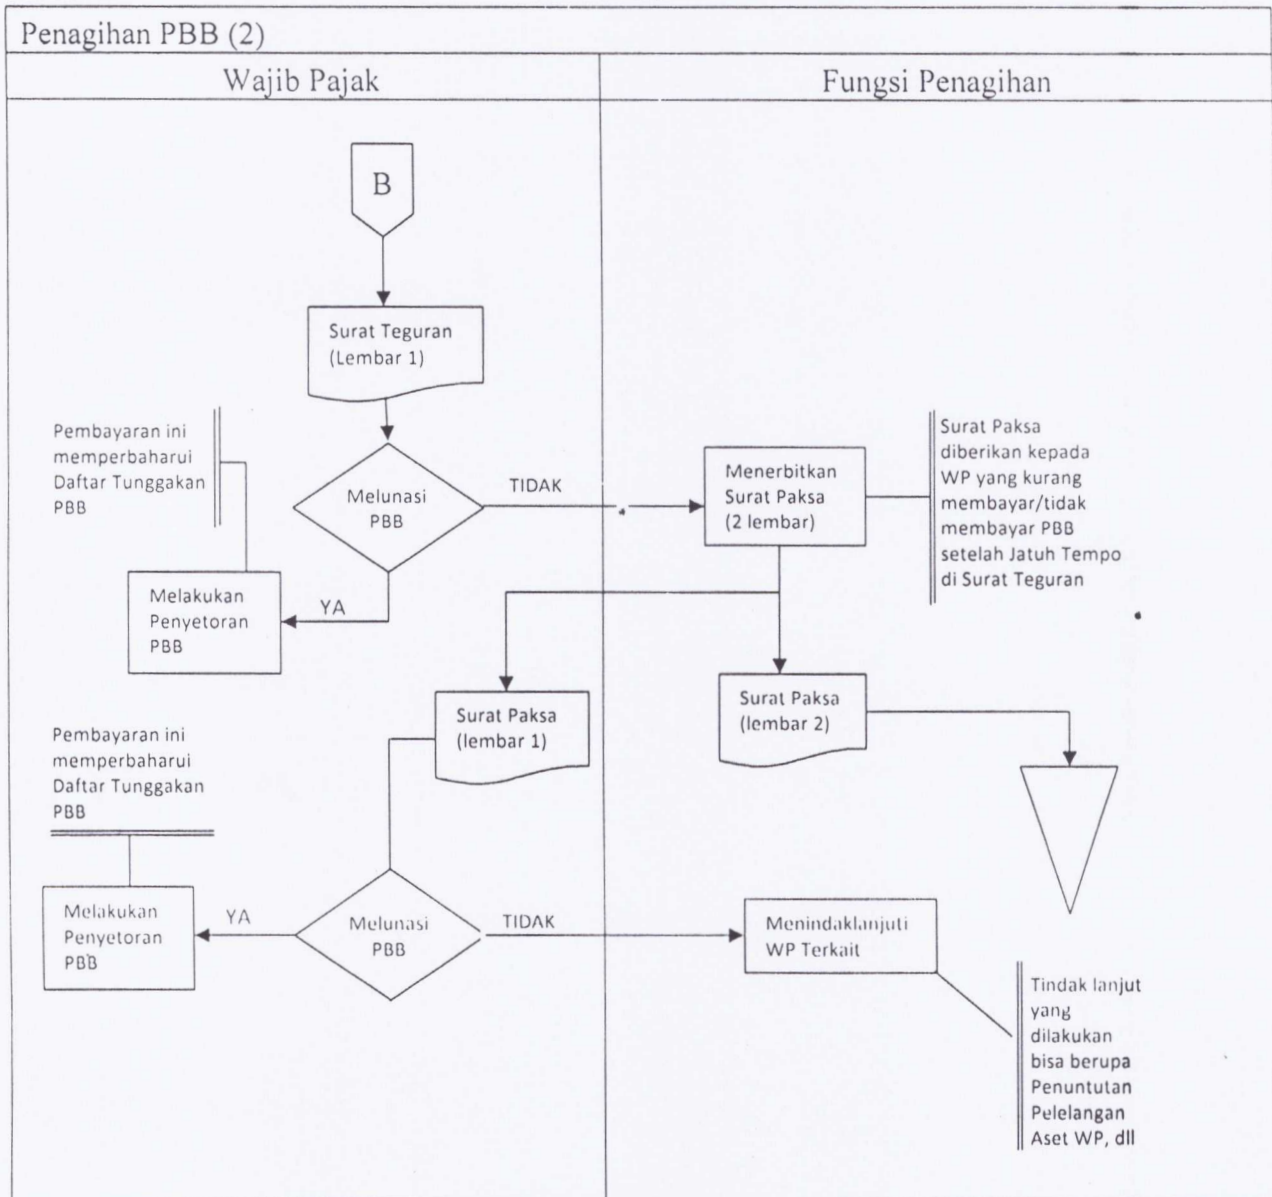 Penagihan PBB (2)
Wajib Pajak
Fungsi Penagihan
B
Surat Teguran
(Lembar 1)
Pembayaran ini
memperbaharui
Daftar Tunggakan
PBB
Melunasi
PBB
TIDAK
Menerbitkan
Surat Paksa
(2 lembar)
Surat Paksa
diberikan kepada
WP yang kurang
membayar/tidak
membayar PBB
setelah Jatuh Tempo
di Surat Teguran
YA
Melakukan
Penyetoran
PBB
Surat Paksa
(lembar 1)
Surat Paksa
(lembar 2)
Pembayaran ini
memperbaharui
Daftar Tunggakan
PBB
Melakukan
Penyetoran
PBB
YA
Melunasi
PBB
TIDAK
Menindaklanjuti
WP Terkait
Tindak lanjut
yang
dilakukan
bisa berupa
Penuntutan
Pelelangan
Aset WP, dll